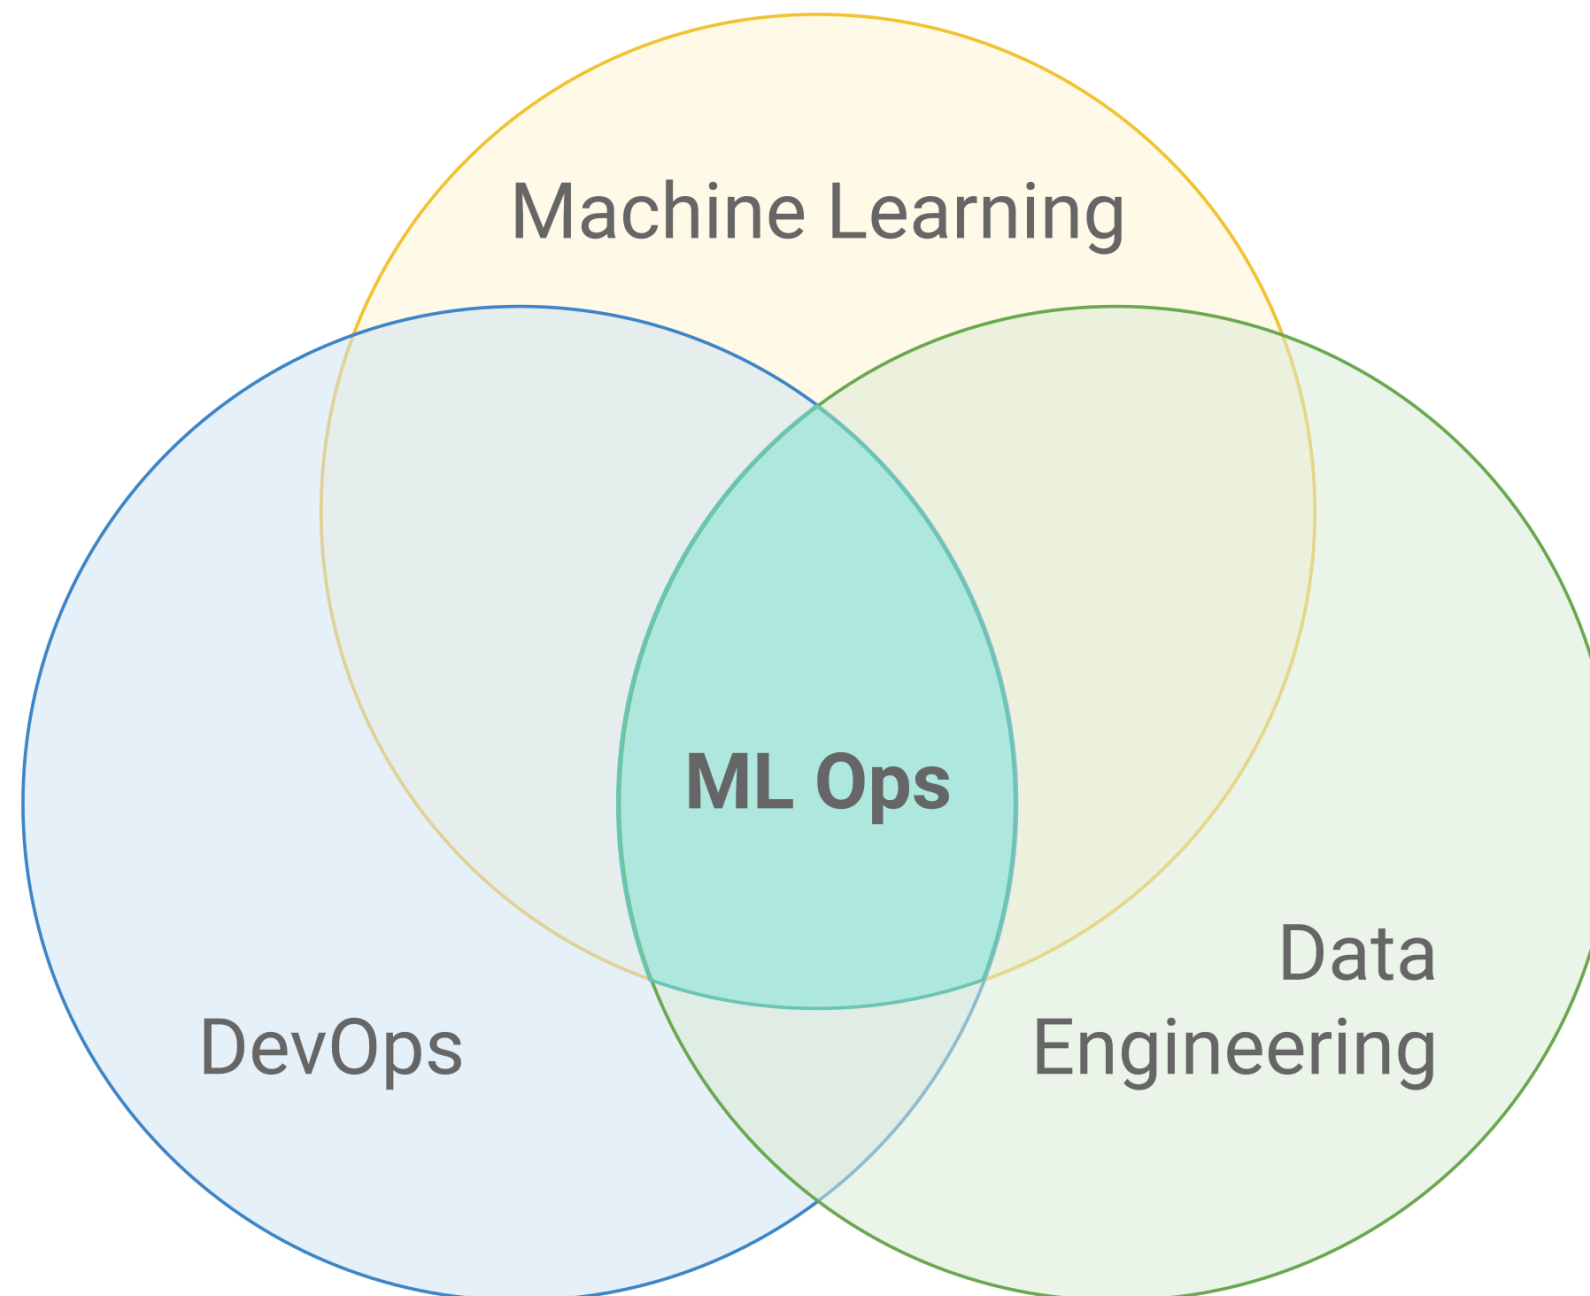 Machine Learning
ML Ops
Data
Engineering
DevOps